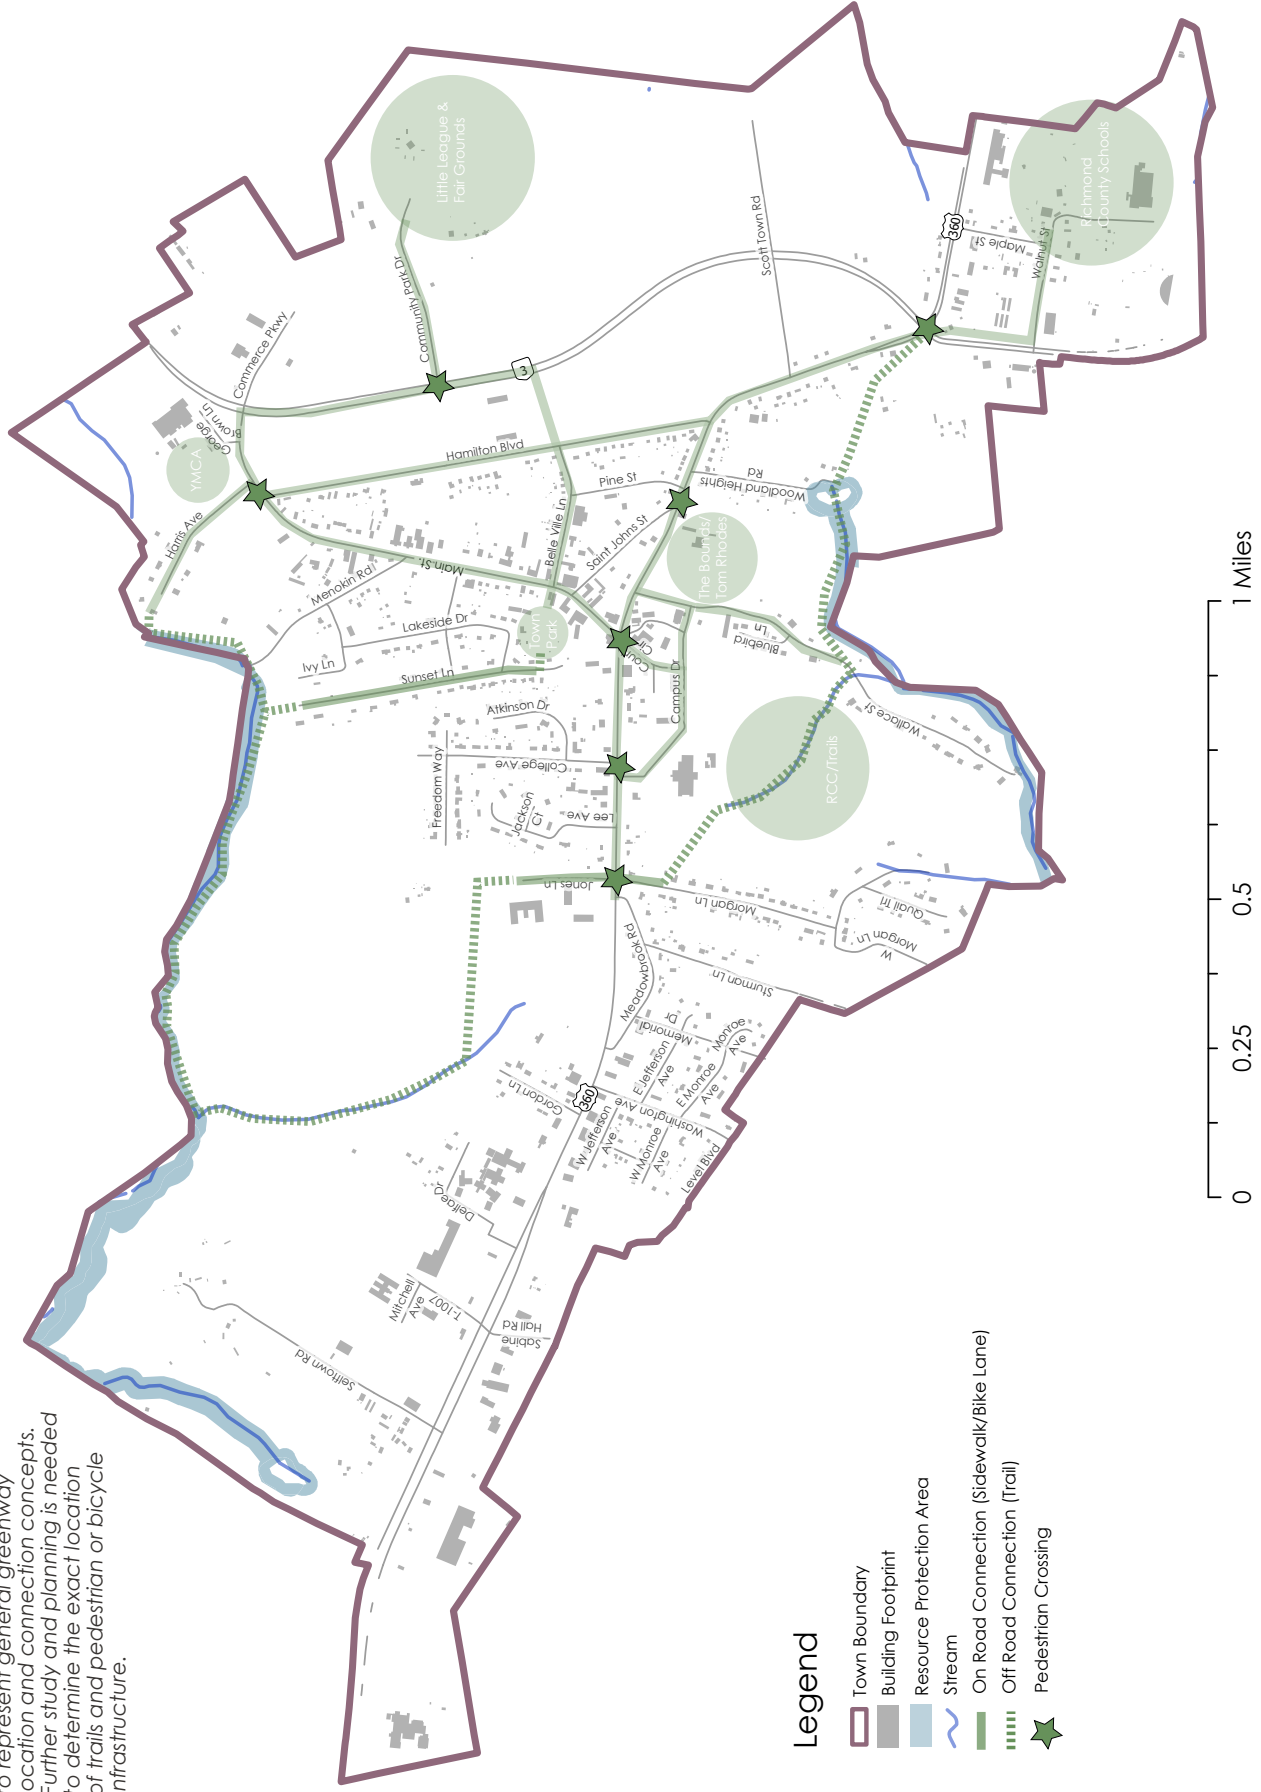 to represent general greenway
location and connection concepts.
Further study and planning is needed
to determine the exact location
of trails and pedestrian or bicycle
infrastructure.
Little League &
Fair Grounds
Richmond
County Schools
YMCA
The Bounds/
Tom Rhodes
Town
Park
RCC/Trails
Commerce Pkwy
George
Brown Ln
Harris Ave
Community Park Dr
3
Scott Town Rd
360
Maple St
Walnut St
Hamilton Blvd
Pine St
Woodland Heights
Rd
Belle Ville Ln
Saint Johns St
Main St
Menokin Rd
Lakeside Dr
Ivy Ln
Sunset Ln
Court
Cir
Campus Dr
Bluebird
Ln
Wallace St
Atkinson Dr
College Ave
Freedom Way
Jackson
Ct
Lee Ave
Jones Ln
Morgan Ln
Quail Trl
W
Morgan
Ln
Meadowbrook Rd
Sturman Ln
Memorial
Dr
Monroe
Ave
E Jefferson
Ave
E Monroe
Ave
Washington Ave
W Jefferson
Ave
W Monroe
Ave
Level Blvd
Gordon Ln
360
Delfae Dr
Mitchell
Ave
T-1007
Sabine
Hall Rd
Selftown Rd
Legend
Town Boundary
Building Footprint
Resource Protection Area
Stream
On Road Connection (Sidewalk/Bike Lane)
Off Road Connection (Trail)
Pedestrian Crossing
0
0.25
0.5
1 Miles